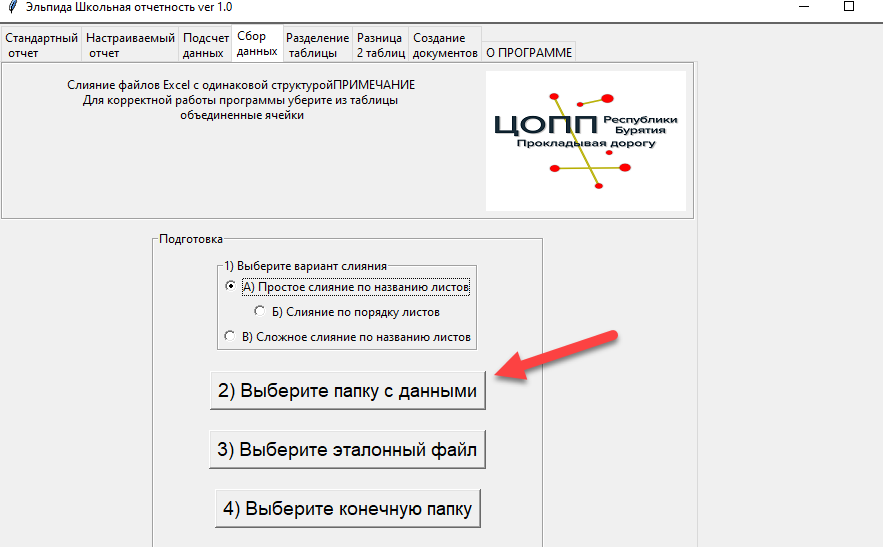 Эльпида Школьная отчетность ver 1.0
Стандартный отчет
Настраиваемый отчет
Подсчет данных
Сбор данных
Разделение таблицы
Разница 2 таблиц
Создание документов
О ПРОГРАММЕ
Слияние файлов Excel с одинаковой структуройПРИМЕЧАНИЕ
Для корректной работы программы уберите из таблицы
объединенные ячейки
ЦОПП Республики
Бурятия
Прокладывая дорогу
Подготовка
1) Выберите вариант слияния
А) Простое слияние по названию листов
Б) Слияние по порядку листов
В) Сложное слияние по названию листов
2) Выберите папку с данными
3) Выберите эталонный файл
4) Выберите конечную папку